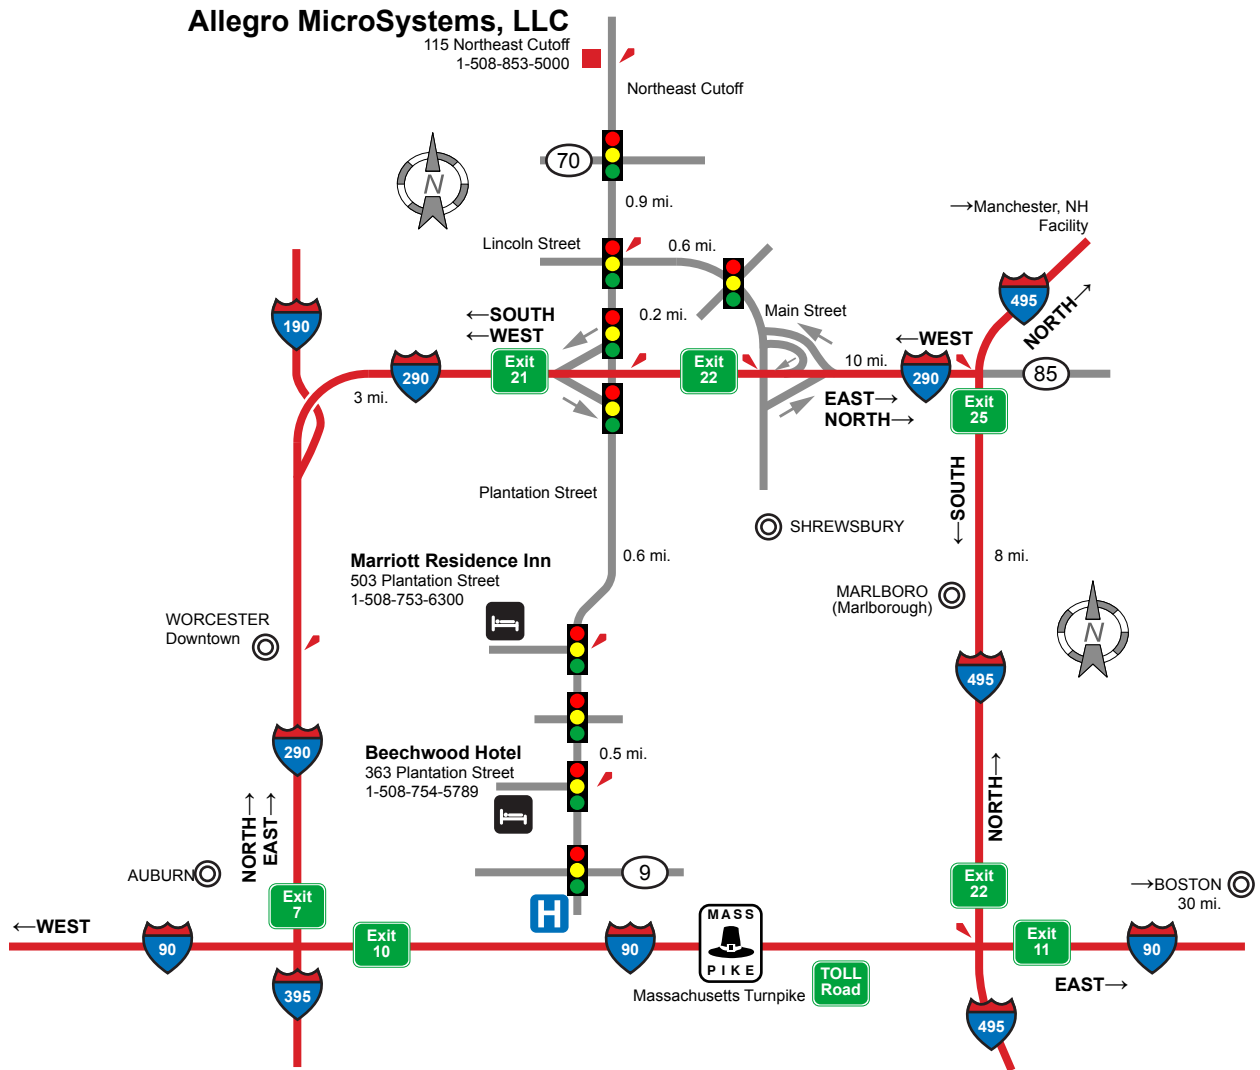 Allegro MicroSystems, LLC
115 Northeast Cutoff
1-508-853-5000
Northeast Cutoff
70
N
0.9 mi.
→Manchester, NH
Facility
Lincoln Street
0.6 mi.
495
NORTH→
190
←SOUTH
←WEST
0.2 mi.
Main Street
←WEST
Exit
21
290
Exit
22
10 mi.
290
85
3 mi.
EAST→
NORTH→
Exit
25
←SOUTH
Plantation Street
SHREWSBURY
0.6 mi.
8 mi.
Marriott Residence Inn
503 Plantation Street
1-508-753-6300
MARLBORO
(Marlborough)
WORCESTER
Downtown
N
495
290
Beechwood Hotel
363 Plantation Street
1-508-754-5789
0.5 mi.
NORTH→
EAST→
NORTH→
AUBURN
9
Exit
7
H
Exit
22
→BOSTON
30 mi.
←WEST
90
Exit
10
90
MASS
PIKE
Exit
11
90
TOLL
Road
Massachusetts Turnpike
EAST→
395
495